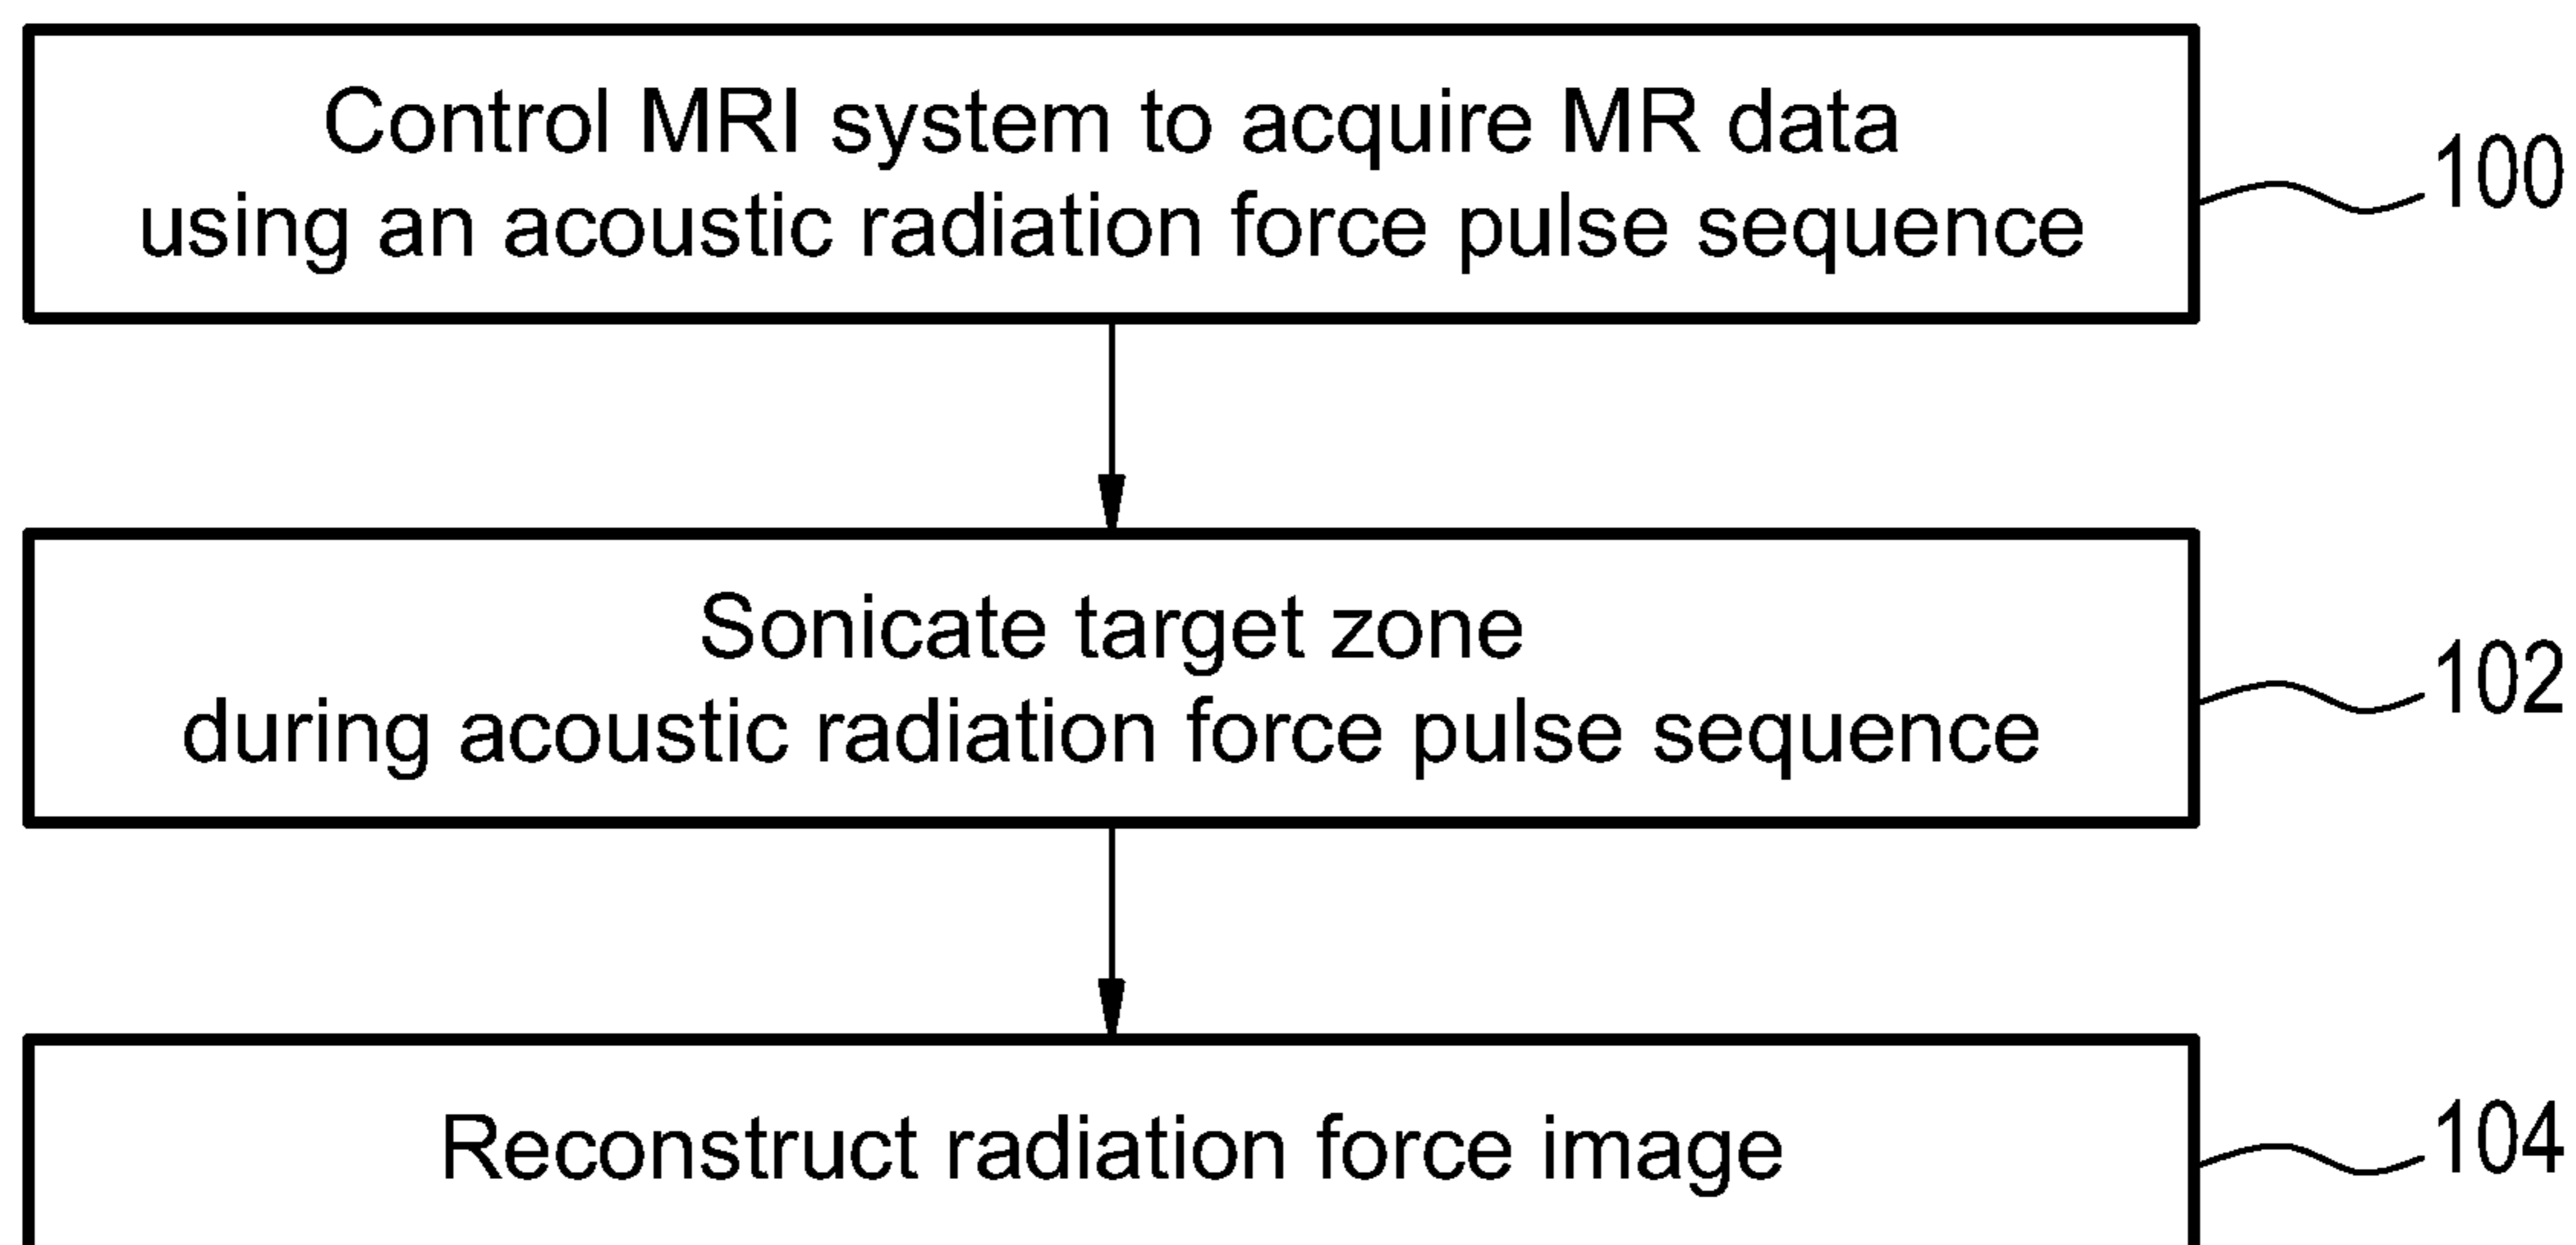 Control MRI system to acquire MR data
using an acoustic radiation force pulse sequence
100
Sonicate target zone
during acoustic radiation force pulse sequence
102
Reconstruct radiation force image
104